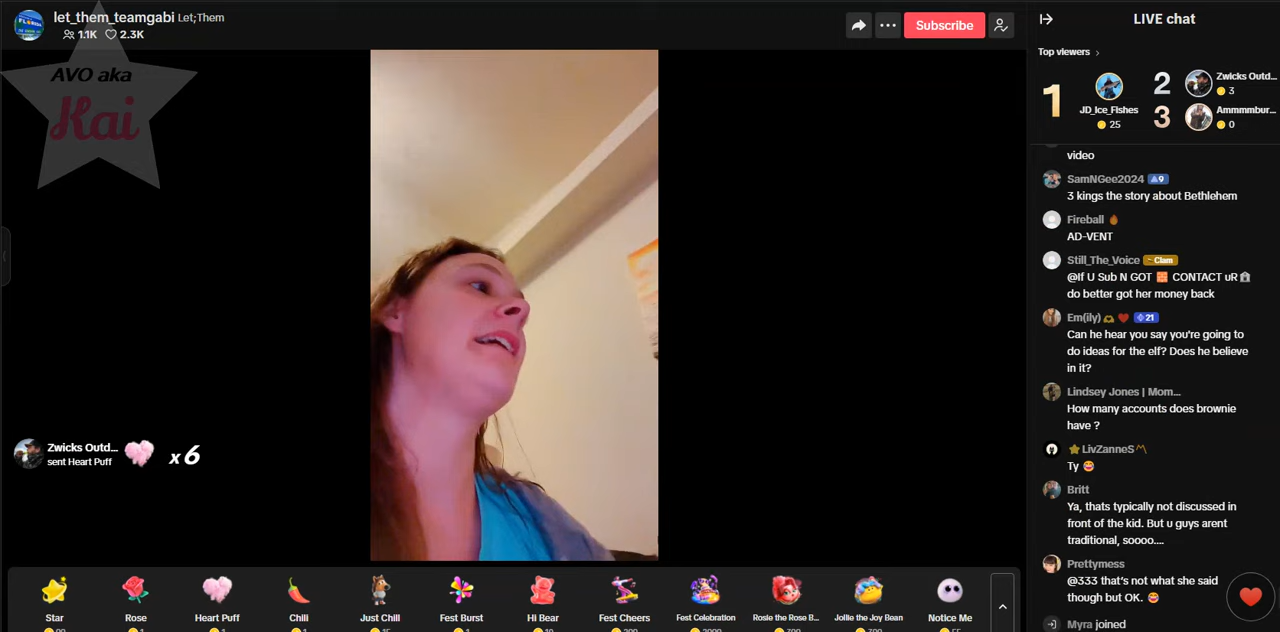 let_them_teamgabi Let;Them
1.1K 2.3K
Subscribe
AVO aka
Kai
Zwicks Outd...
sent Heart Puff
x 6
Star
Rose
Heart Puff
Chili
Just Chill
Fest Burst
Hi Bear
Fest Cheers
Fest Celebration
Rosie the Rose B...
Jollie the Joy Bean
Notice Me
LIVE chat
Top viewers
1
JD_Ice_Fishes
25
2
Zwicks Outd...
3
3
Ammmmbur...
0
video
SamNGee2024 9
3 kings the story about Bethlehem
Fireball
AD-VENT
Still_The_Voice Clam
@If U Sub N GOT 🧱 CONTACT uR🏦
do better got her money back
Em(ily) 🫶 ❤️ 21
Can he hear you say you're going to
do ideas for the elf? Does he believe
in it?
Lindsey Jones | Mom...
How many accounts does brownie
have ?
LivZanneS
Ty 😆
Britt
Ya, thats typically not discussed in
front of the kid. But u guys arent
traditional, soooo....
Prettymess
@333 that's not what she said
though but OK. 😆
Myra joined